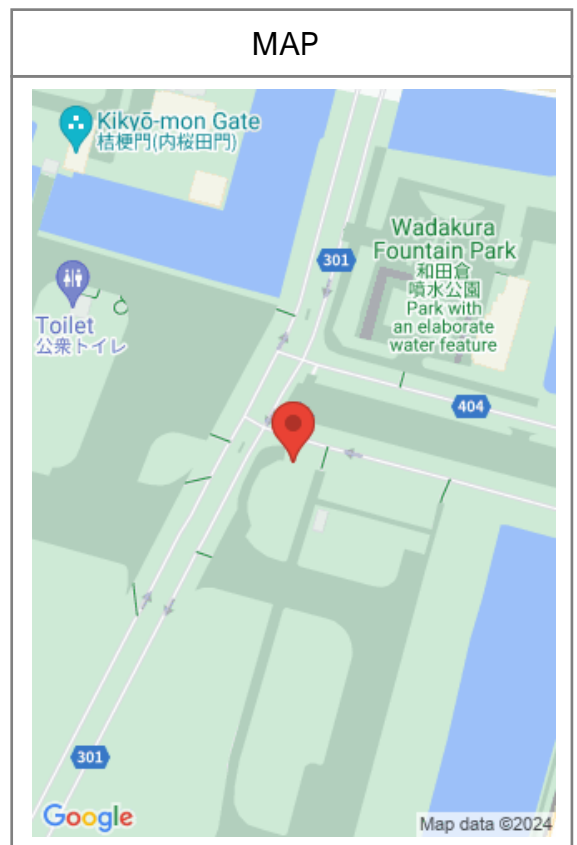 MAP
Kikyō-mon Gate
桔梗門(内桜田門)
Wadakura
Fountain Park
和田倉
噴水公園
Park with
an elaborate
water feature
301
Toilet
公衆トイレ
404
301
Google
Map data ©2024